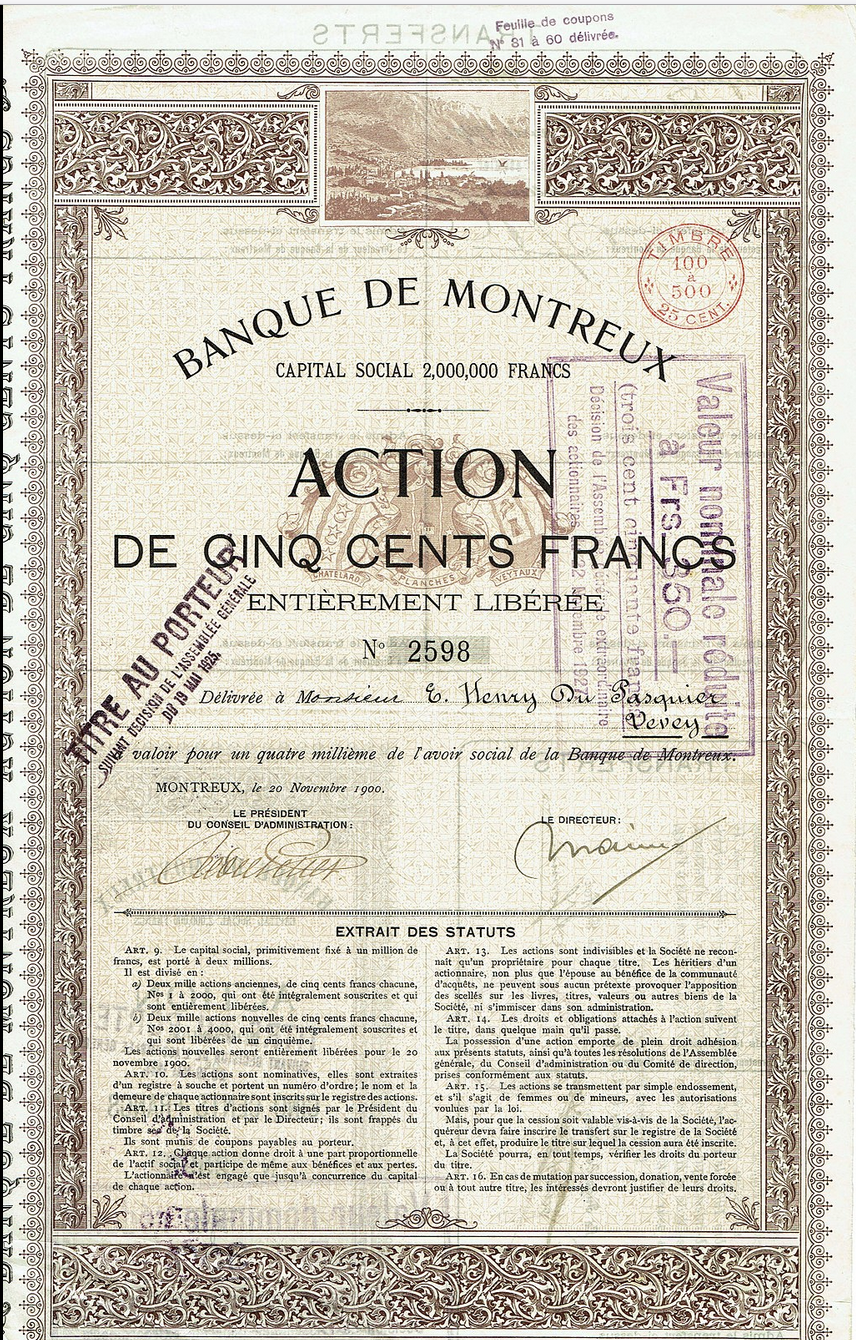 Feuille de coupons
N° 31 à 60 délivrée.
TIMBRE
100
à
500
25 CENT.
BANQUE DE MONTREUX
CAPITAL SOCIAL 2,000,000 FRANCS
ACTION
DE CINQ CENTS FRANCS
CHATELARD PLANCHES VEYTAUX
ENTIÈREMENT LIBÉRÉE
N° 2598
Délivrée à Monsieur E. Henry Du Pasquier
Vevey
valoir pour un quatre millième de l'avoir social de la Banque de Montreux.
MONTREUX, le 20 Novembre 1900.
LE PRÉSIDENT
DU CONSEIL D'ADMINISTRATION:
LE DIRECTEUR:
TITRE AU PORTEUR
SUIVANT DÉCISION DE L'ASSEMBLÉE GÉNÉRALE
DU 19 MAI 1925.
Valeur nominale réduite
à Frs 350.—
(trois cent cinquante francs
Décision de l'Assemblée générale extraordinaire
des actionnaires 1927
EXTRAIT DES STATUTS
ART. 9. Le capital social, primitivement fixé à un million de
francs, est porté à deux millions.
Il est divisé en :
a) Deux mille actions anciennes, de cinq cents francs chacune,
Nos 1 à 2000, qui ont été intégralement souscrites et qui
sont entièrement libérées.
b) Deux mille actions nouvelles de cinq cents francs chacune,
Nos 2001 à 4000, qui ont été intégralement souscrites et
qui sont libérées de un cinquième.
Les actions nouvelles seront entièrement libérées pour le 20
novembre 1900.
ART. 10. Les actions sont nominatives, elles sont extraites
d'un registre à souche et portent un numéro d'ordre; le nom et la
demeure de chaque actionnaire sont inscrits sur le registre des actions.
ART. 11. Les titres d'actions sont signés par le Président du
Conseil d'administration et par le Directeur; ils sont frappés du
timbre sec de la Société.
Ils sont munis de coupons payables au porteur.
ART. 12. Chaque action donne droit à une part proportionnelle
de l'actif social et participe de même aux bénéfices et aux pertes.
L'actionnaire n'est engagé que jusqu'à concurrence du capital
de chaque action.
ART. 13. Les actions sont indivisibles et la Société ne recon-
naît qu'un propriétaire pour chaque titre. Les héritiers d'un
actionnaire, non plus que l'épouse au bénéfice de la communauté
d'acquêts, ne peuvent sous aucun prétexte provoquer l'apposition
des scellés sur les livres, titres, valeurs ou autres biens de la
Société, ni s'immiscer dans son administration.
ART. 14. Les droits et obligations attachés à l'action suivent
le titre, dans quelque main qu'il passe.
La possession d'une action emporte de plein droit adhésion
aux présents statuts, ainsi qu'à toutes les résolutions de l'Assemblée
générale, du Conseil d'administration ou du Comité de direction,
prises conformément aux statuts.
ART. 15. Les actions se transmettent par simple endossement,
et s'il s'agit de femmes ou de mineurs, avec les autorisations
voulues par la loi.
Mais, pour que la cession soit valable vis-à-vis de la Société, l'ac-
quéreur devra faire inscrire le transfert sur le registre de la Société
et, à cet effet, produire le titre sur lequel la cession aura été inscrite.
La Société pourra, en tout temps, vérifier les droits du porteur
du titre.
ART. 16. En cas de mutation par succession, donation, vente forcée
ou à tout autre titre, les intéressés devront justifier de leurs droits.